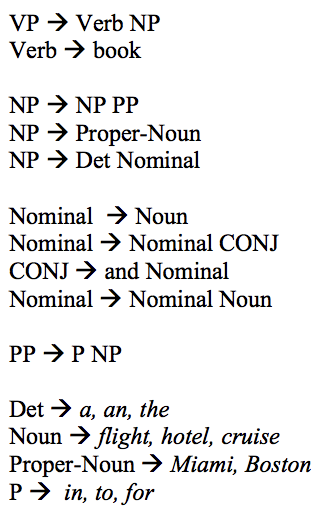 VP → Verb NP
Verb → book
NP → NP PP
NP → Proper-Noun
NP → Det Nominal
Nominal → Noun
Nominal → Nominal CONJ
CONJ → and Nominal
Nominal → Nominal Noun
PP → P NP
Det → a, an, the
Noun → flight, hotel, cruise
Proper-Noun → Miami, Boston
P → in, to, for